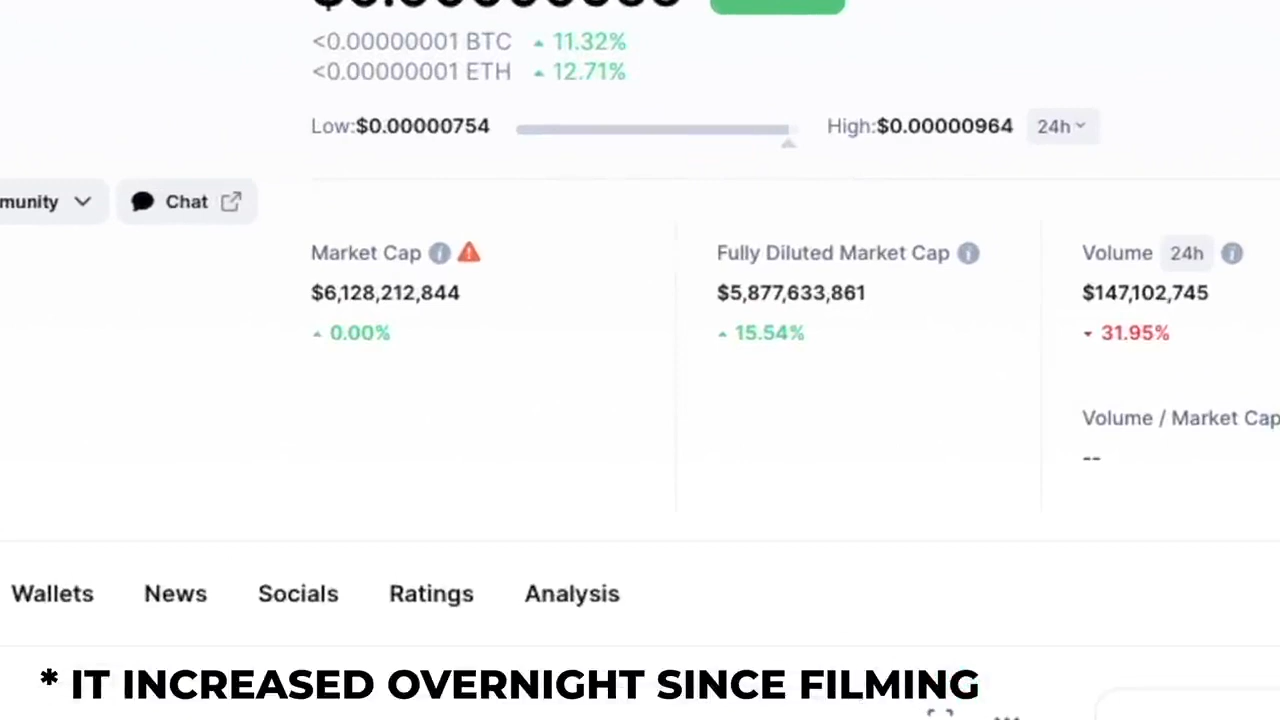 <0.00000001 BTC 11.32%
<0.00000001 ETH 12.71%
Low:$0.00000754 High:$0.00000964 24h
munity Chat
Market Cap Fully Diluted Market Cap Volume 24h
$6,128,212,844 $5,877,633,861 $147,102,745
0.00% 15.54% 31.95%
Volume / Market Cap
--
Wallets News Socials Ratings Analysis
* IT INCREASED OVERNIGHT SINCE FILMING